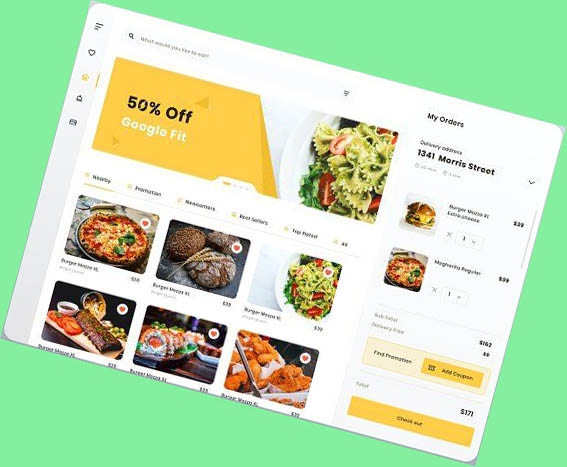 What would you like to eat?
50% Off
Google Fit
Nearby
Promotion
Newcomers
Best Sellers
Top Rated
All
Burger Mozza XL
$39
Burger Mozza XL
$39
Burger Mozza XL
$39
Burger Mozza XL
$39
Burger Mozza XL
$39
Burger Mozza XL
$39
My Orders
Delivery address
1341 Morris Street
Burger Mozza XL
Extra Cheese
$39
1
Margherita Regular
$39
1
Sub Total
$163
Delivery Free
Find Promotion
Add Coupon
Total
$171
Check out